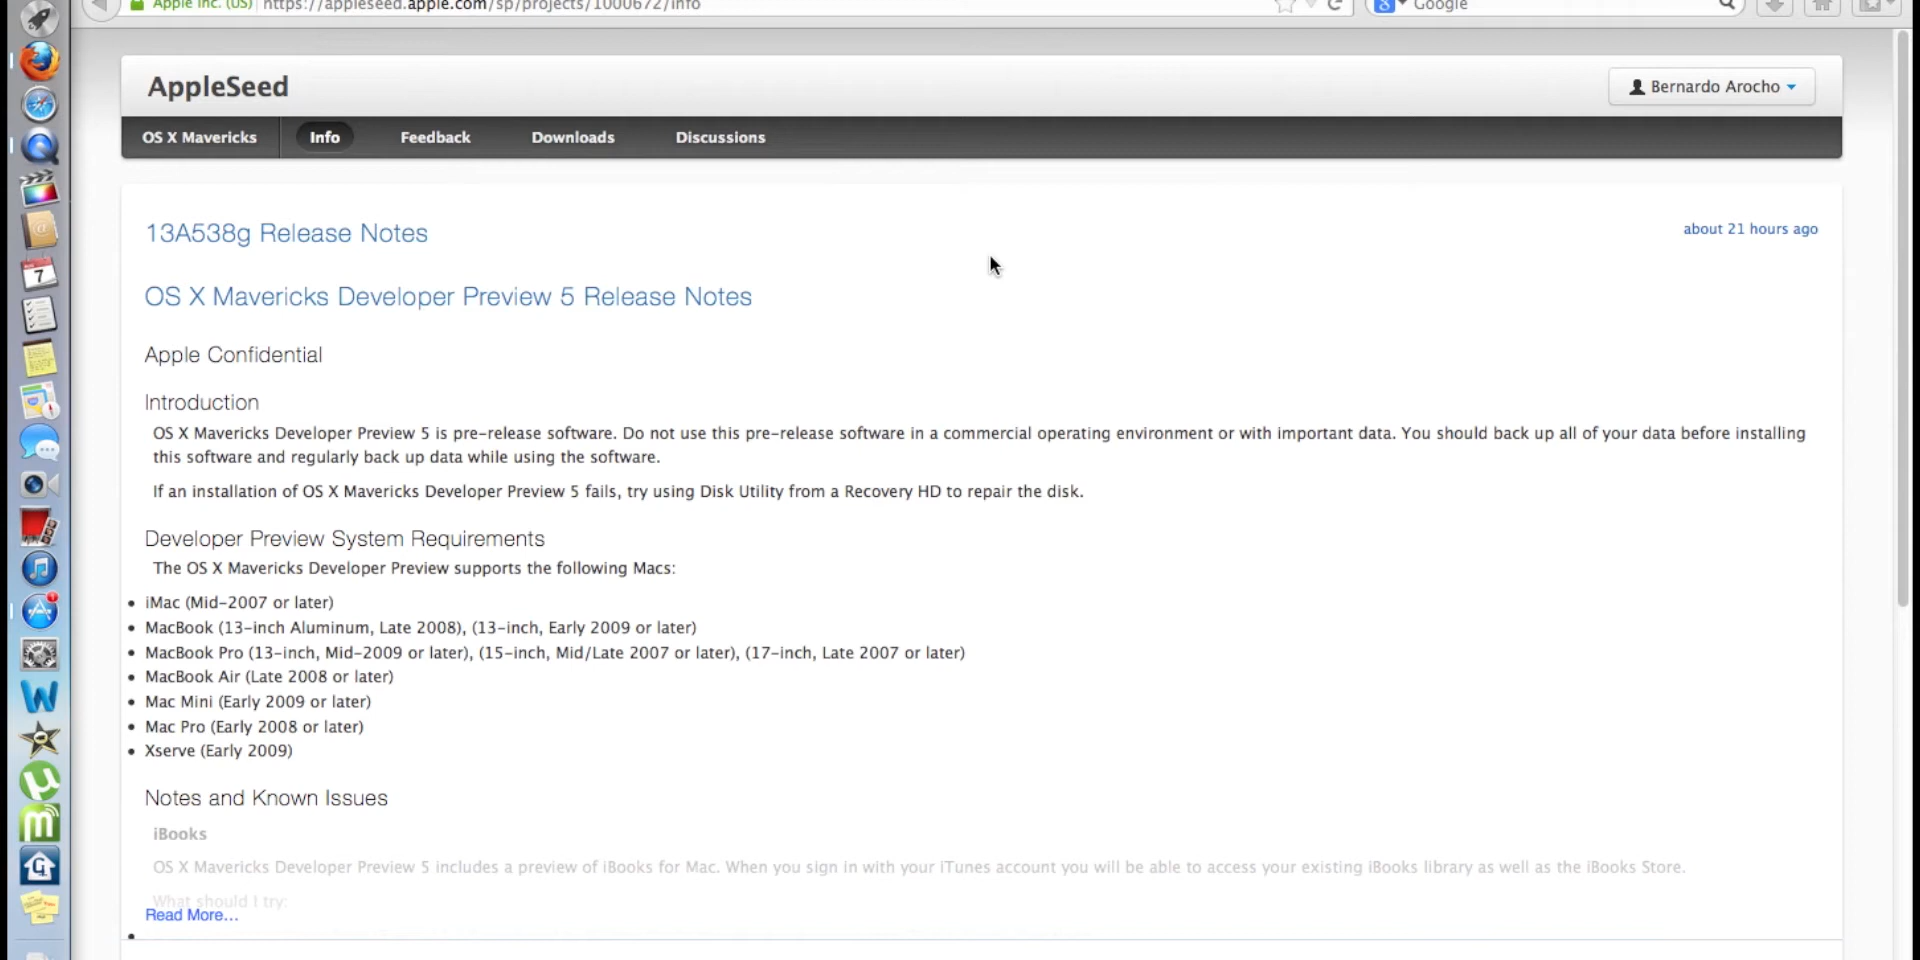 Apple Inc. (US)
https://appleseed.apple.com/sp/projects/1000672/info
Google
AppleSeed
Bernardo Arocho
OS X Mavericks
Info
Feedback
Downloads
Discussions
13A538g Release Notes
about 21 hours ago
OS X Mavericks Developer Preview 5 Release Notes
Apple Confidential
Introduction
OS X Mavericks Developer Preview 5 is pre-release software. Do not use this pre-release software in a commercial operating environment or with important data. You should back up all of your data before installing
this software and regularly back up data while using the software.
If an installation of OS X Mavericks Developer Preview 5 fails, try using Disk Utility from a Recovery HD to repair the disk.
Developer Preview System Requirements
The OS X Mavericks Developer Preview supports the following Macs:
• iMac (Mid-2007 or later)
• MacBook (13-inch Aluminum, Late 2008), (13-inch, Early 2009 or later)
• MacBook Pro (13-inch, Mid-2009 or later), (15-inch, Mid/Late 2007 or later), (17-inch, Late 2007 or later)
• MacBook Air (Late 2008 or later)
• Mac Mini (Early 2009 or later)
• Mac Pro (Early 2008 or later)
• Xserve (Early 2009)
Notes and Known Issues
iBooks
OS X Mavericks Developer Preview 5 includes a preview of iBooks for Mac. When you sign in with your iTunes account you will be able to access your existing iBooks library as well as the iBooks Store.
What should I try:
Read More...
7